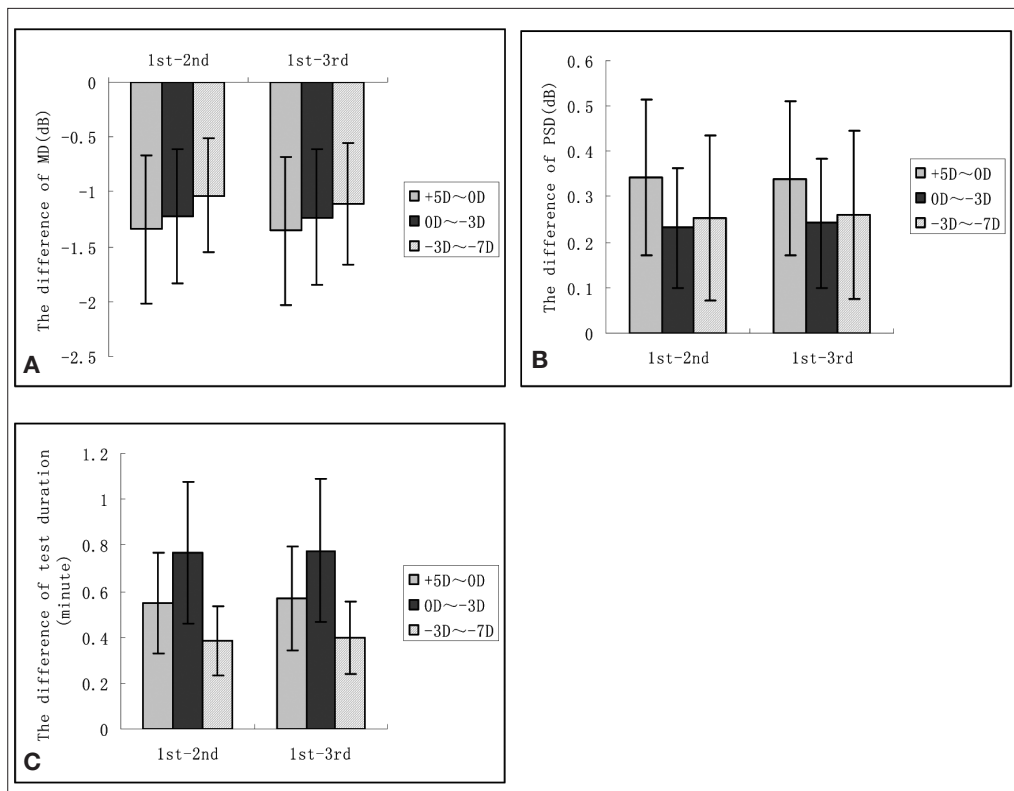 1st-2nd 1st-3rd
0
-0.5
-1
-1.5
-2
-2.5
The difference of MD(dB)
+5D～0D
0D～-3D
-3D～-7D
A
0.6
0.5
0.4
0.3
0.2
0.1
0
The difference of PSD(dB)
1st-2nd 1st-3rd
+5D～0D
0D～-3D
-3D～-7D
B
1.2
1
0.8
0.6
0.4
0.2
0
The difference of test duration
(minute)
1st-2nd 1st-3rd
+5D～0D
0D～-3D
-3D～-7D
C